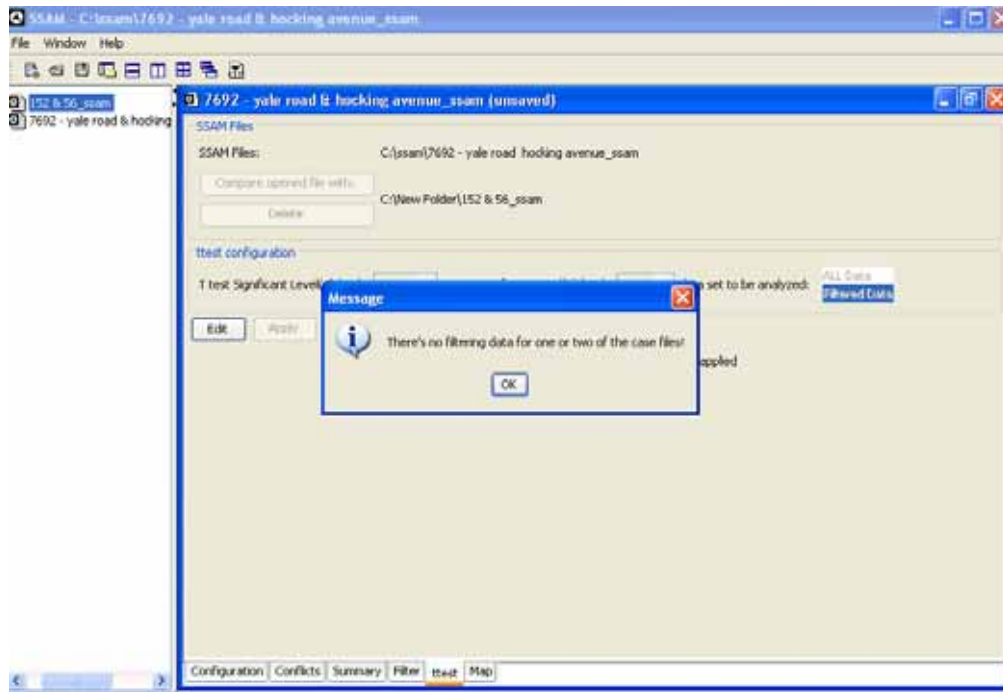 SSAM - C:\ssam\7692 - yale road & hocking avenue_ssam
File Window Help
152 & 56_ssam
7692 - yale road & hocking
7692 - yale road & hocking avenue_ssam (unsaved)
SSAM Files
SSAM Files:
C:\ssam\7692 - yale road hocking avenue_ssam
Compare opened file with:
C:\New Folder\152 & 56_ssam
Delete
ttest configuration
T test Significant Level
a set to be analyzed:
ALL Data
Filtered Data
Edit
Apply
applied
Message
There's no filtering data for one or two of the case files!
OK
Configuration Conflicts Summary Filter ttest Map